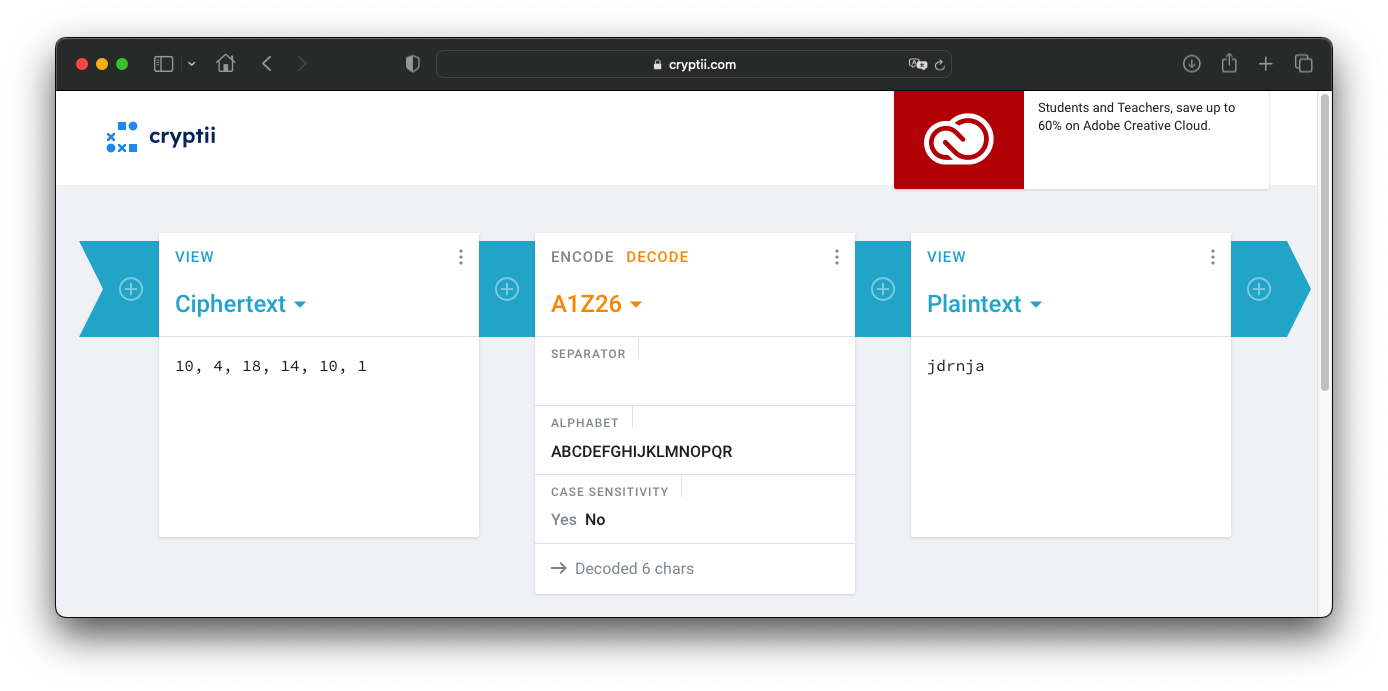 cryptii.com
cryptii
Students and Teachers, save up to
60% on Adobe Creative Cloud.
VIEW
Ciphertext
10, 4, 18, 14, 10, 1
ENCODE DECODE
A1Z26
SEPARATOR
ALPHABET
ABCDEFGHIJKLMNOPQR
CASE SENSITIVITY
Yes No
→ Decoded 6 chars
VIEW
Plaintext
jdrnja